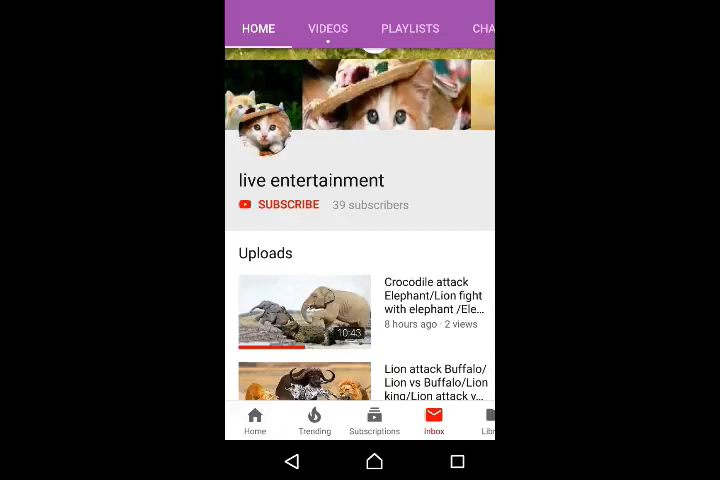 HOME VIDEOS PLAYLISTS CHA
live entertainment
SUBSCRIBE 39 subscribers
Uploads
Crocodile attack
Elephant/Lion fight
with elephant /Ele...
8 hours ago · 2 views
10:43
Lion attack Buffalo/
Lion vs Buffalo/Lion
king/Lion attack v...
Home Trending Subscriptions Inbox Libr